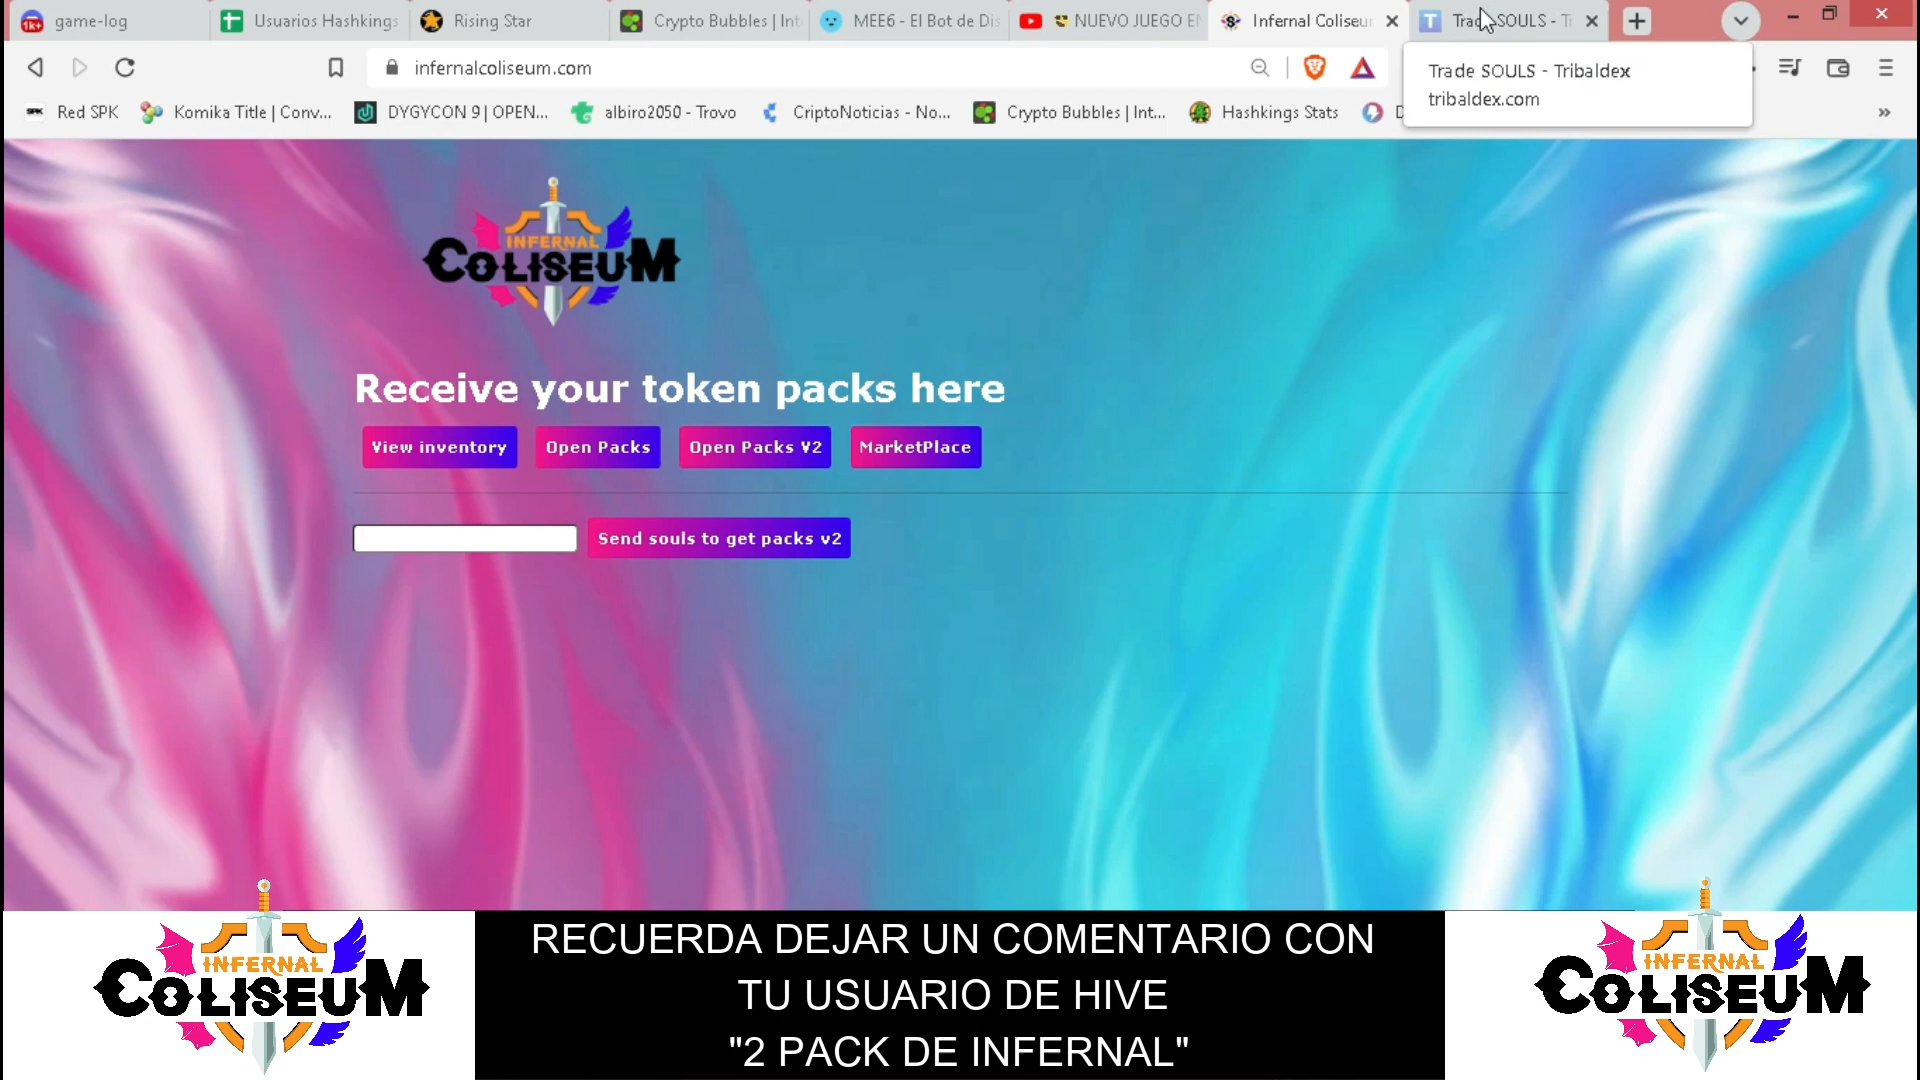 game-log
Usuarios Hashkings
Rising Star
Crypto Bubbles | Int
MEE6 - El Bot de Dis
NUEVO JUEGO EN
Infernal Coliseum
Trade SOULS - Tr
infernalcoliseum.com
Trade SOULS - Tribaldex
tribaldex.com
Red SPK
Komika Title | Conv...
DYGYCON 9 | OPEN...
albiro2050 - Trovo
CriptoNoticias - No...
Crypto Bubbles | Int...
Hashkings Stats
D
»
INFERNAL
COLISEUM
Receive your token packs here
View inventory
Open Packs
Open Packs V2
MarketPlace
Send souls to get packs v2
INFERNAL
COLISEUM
RECUERDA DEJAR UN COMENTARIO CON
TU USUARIO DE HIVE
"2 PACK DE INFERNAL"
INFERNAL
COLISEUM